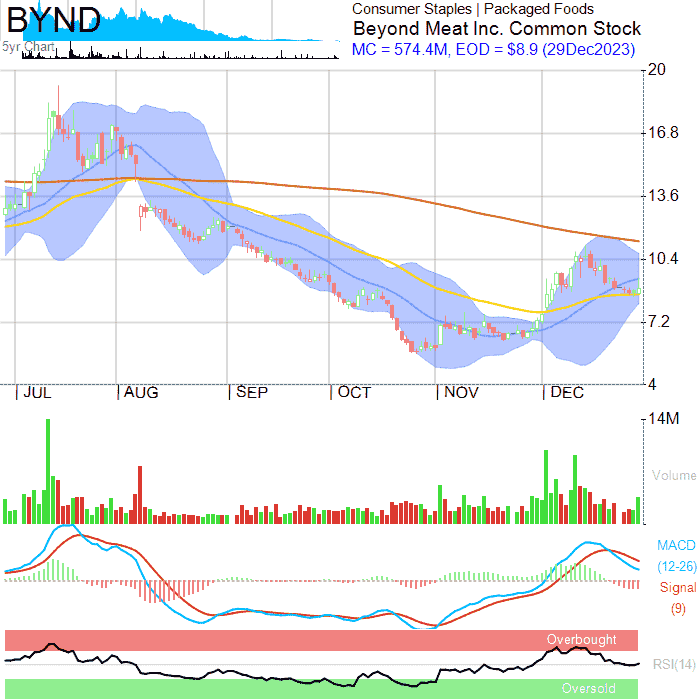 BYND
5yr Chart
Consumer Staples | Packaged Foods
Beyond Meat Inc. Common Stock
MC = 574.4M, EOD = $8.9 (29Dec2023)
20
16.8
13.6
10.4
7.2
4
JUL AUG SEP OCT NOV DEC
14M
Volume
MACD
(12-26)
Signal
(9)
Overbought
RSI(14)
Oversold